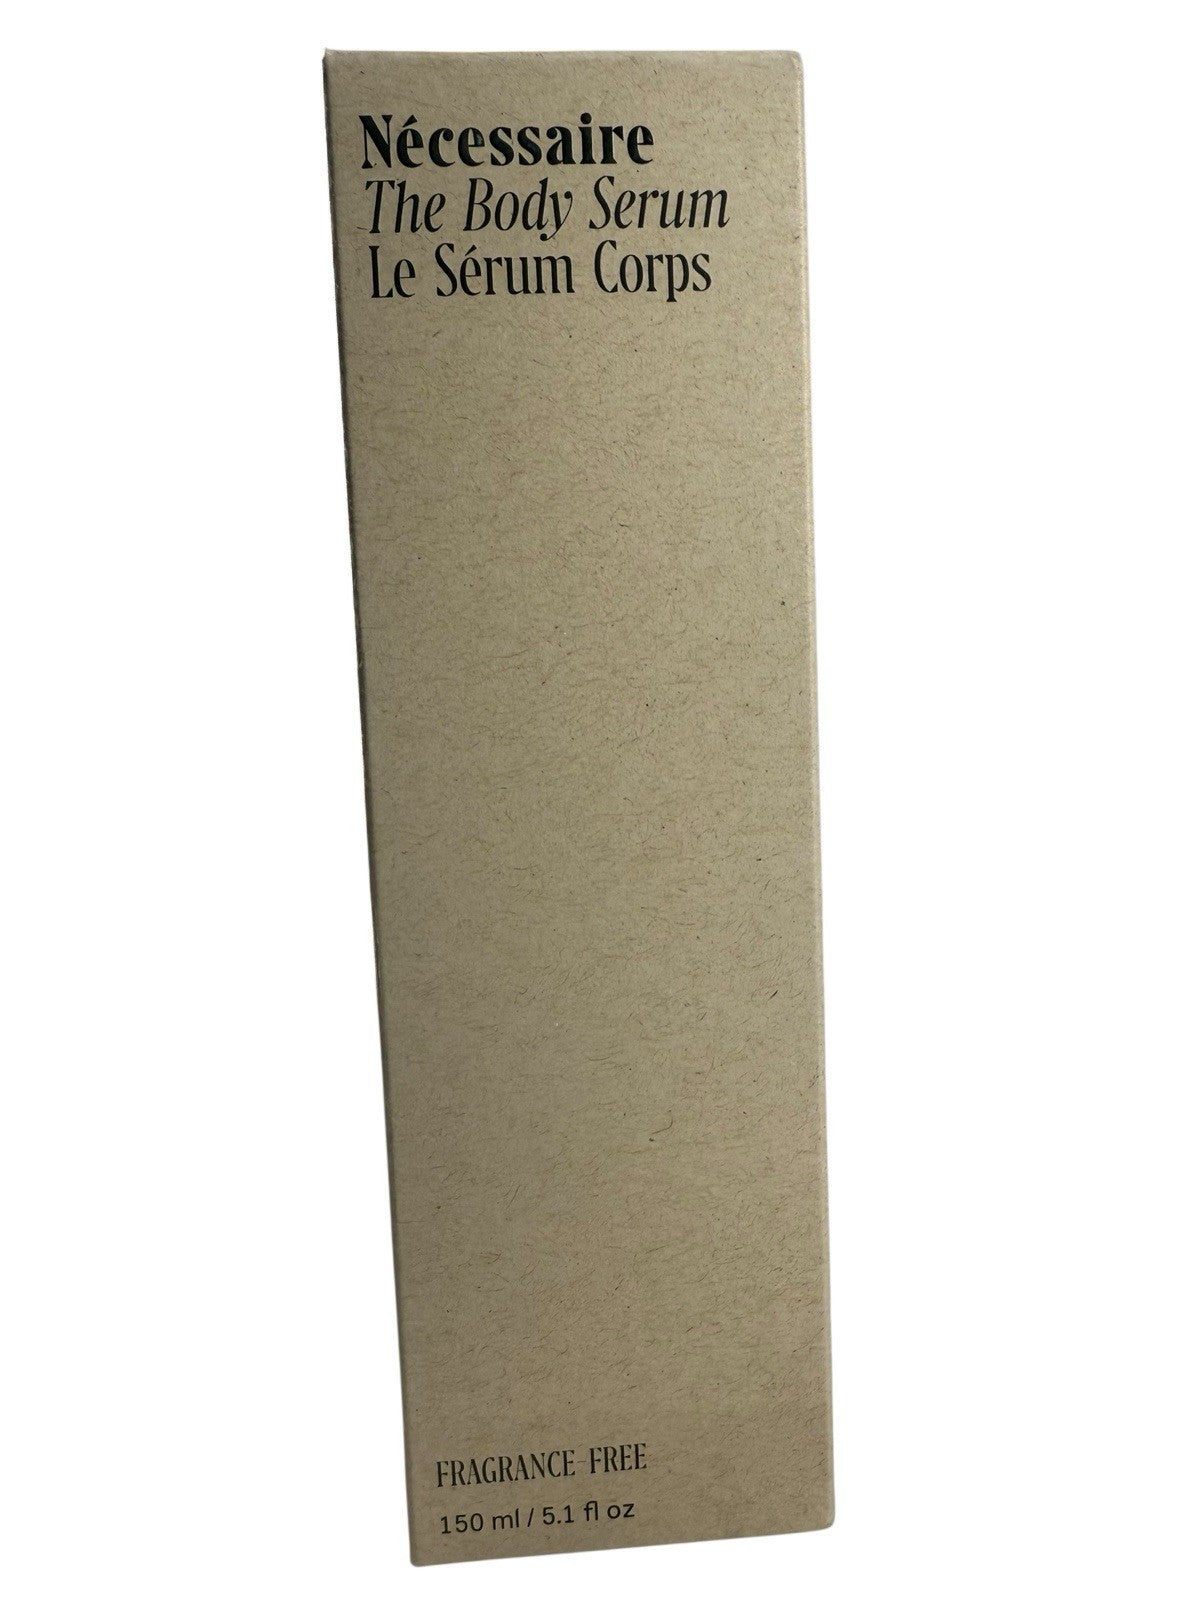 Nécessaire
The Body Serum
Le Sérum Corps
FRAGRANCE-FREE
150 ml / 5.1 fl oz